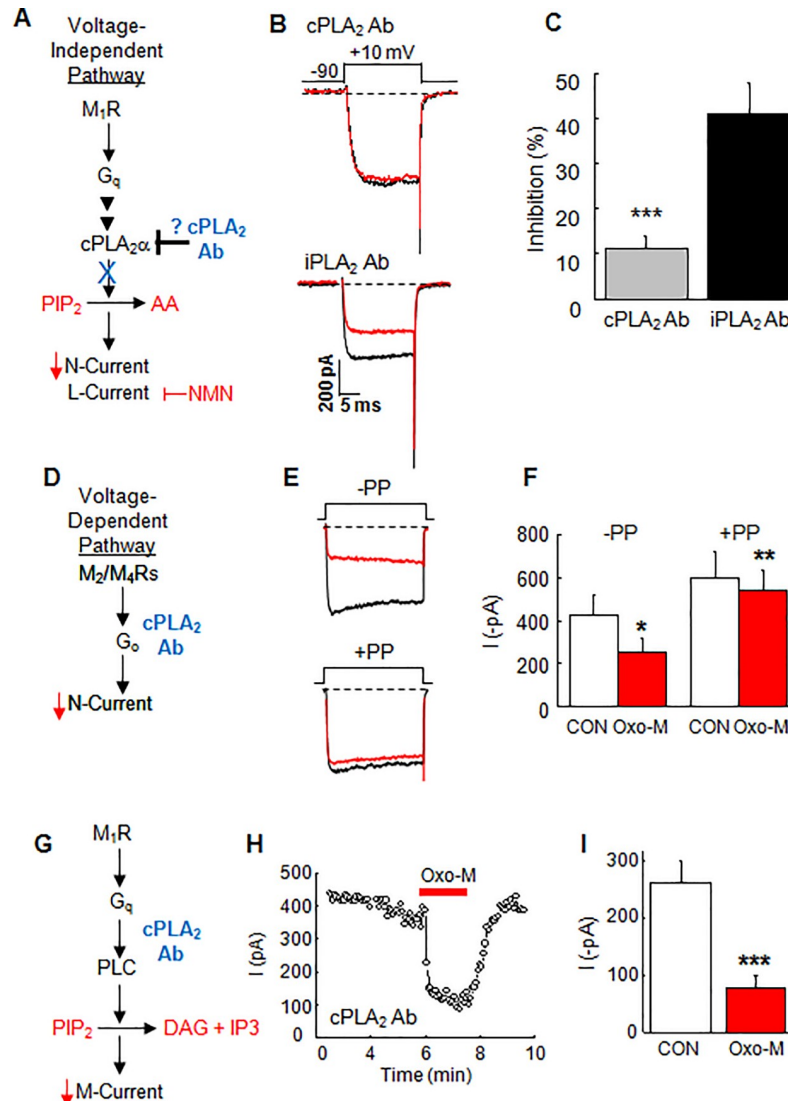 A
Voltage-
Independent
Pathway
M₁R
Gq
cPLA₂α
? cPLA₂
Ab
X
PIP₂
AA
N-Current
L-Current
NMN
B
cPLA₂ Ab
+10 mV
-90
iPLA₂ Ab
200 pA
5 ms
C
Inhibition (%)
50
40
30
20
10
0
***
cPLA₂ Ab
iPLA₂ Ab
D
Voltage-
Dependent
Pathway
M₂/M₄Rs
cPLA₂
Ab
Gₒ
N-Current
E
-PP
+PP
F
I (-pA)
800
600
400
200
0
-PP
+PP
*
**
CON
Oxo-M
CON
Oxo-M
G
M₁R
Gq
cPLA₂
Ab
PLC
PIP₂
DAG + IP3
M-Current
H
I (pA)
500
400
300
200
100
0
Oxo-M
cPLA₂ Ab
0
2
4
6
8
10
Time (min)
I
I (-pA)
300
200
100
0
***
CON
Oxo-M